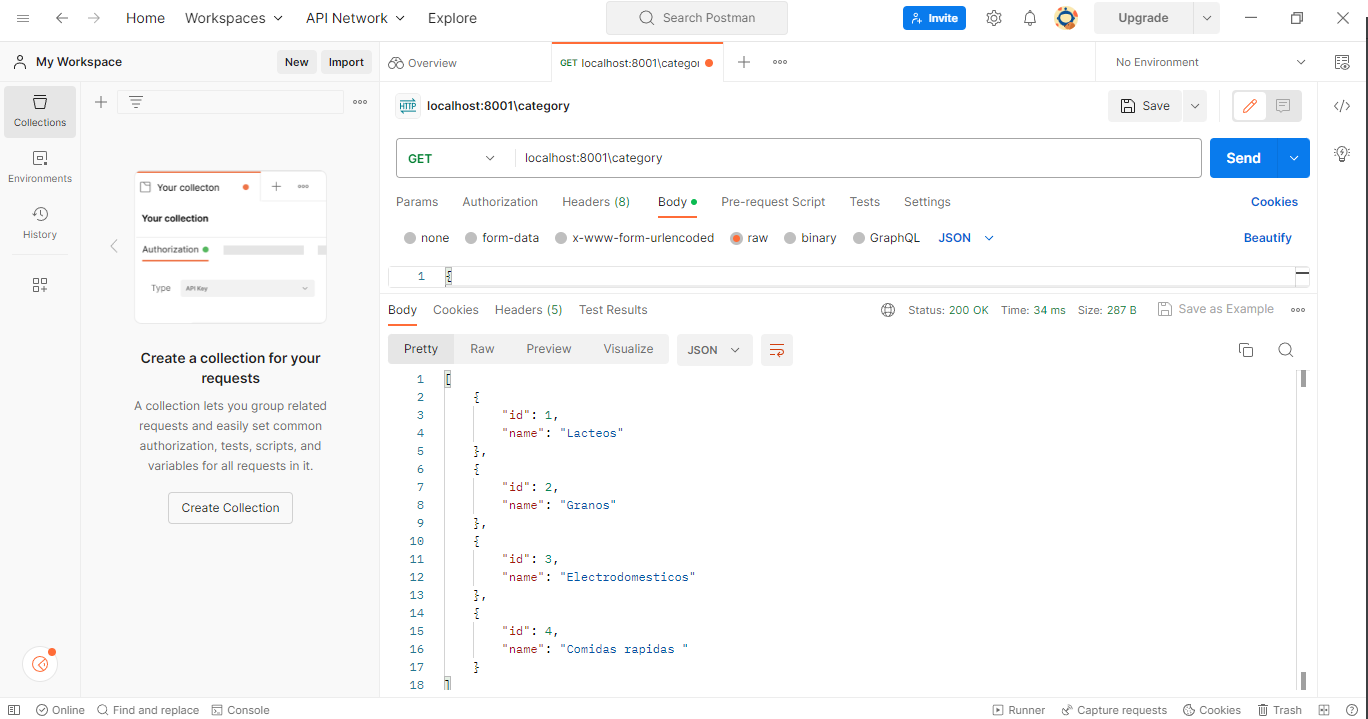 Home Workspaces API Network Explore Search Postman Invite Upgrade
My Workspace New Import Overview GET localhost:8001\categor No Environment
Collections
Environments
History
Your collecton
Your collection
Authorization
Type API Key
Create a collection for your
requests
A collection lets you group related
requests and easily set common
authorization, tests, scripts, and
variables for all requests in it.
Create Collection
HTTP localhost:8001\category Save
GET localhost:8001\category Send
Params Authorization Headers (8) Body Pre-request Script Tests Settings Cookies
none form-data x-www-form-urlencoded raw binary GraphQL JSON Beautify
1 {
Body Cookies Headers (5) Test Results Status: 200 OK Time: 34 ms Size: 287 B Save as Example
Pretty Raw Preview Visualize JSON
1 [
2 {
3 "id": 1,
4 "name": "Lacteos"
5 },
6 {
7 "id": 2,
8 "name": "Granos"
9 },
10 {
11 "id": 3,
12 "name": "Electrodomesticos"
13 },
14 {
15 "id": 4,
16 "name": "Comidas rapidas "
17 }
18 ]
Online Find and replace Console Runner Capture requests Cookies Trash